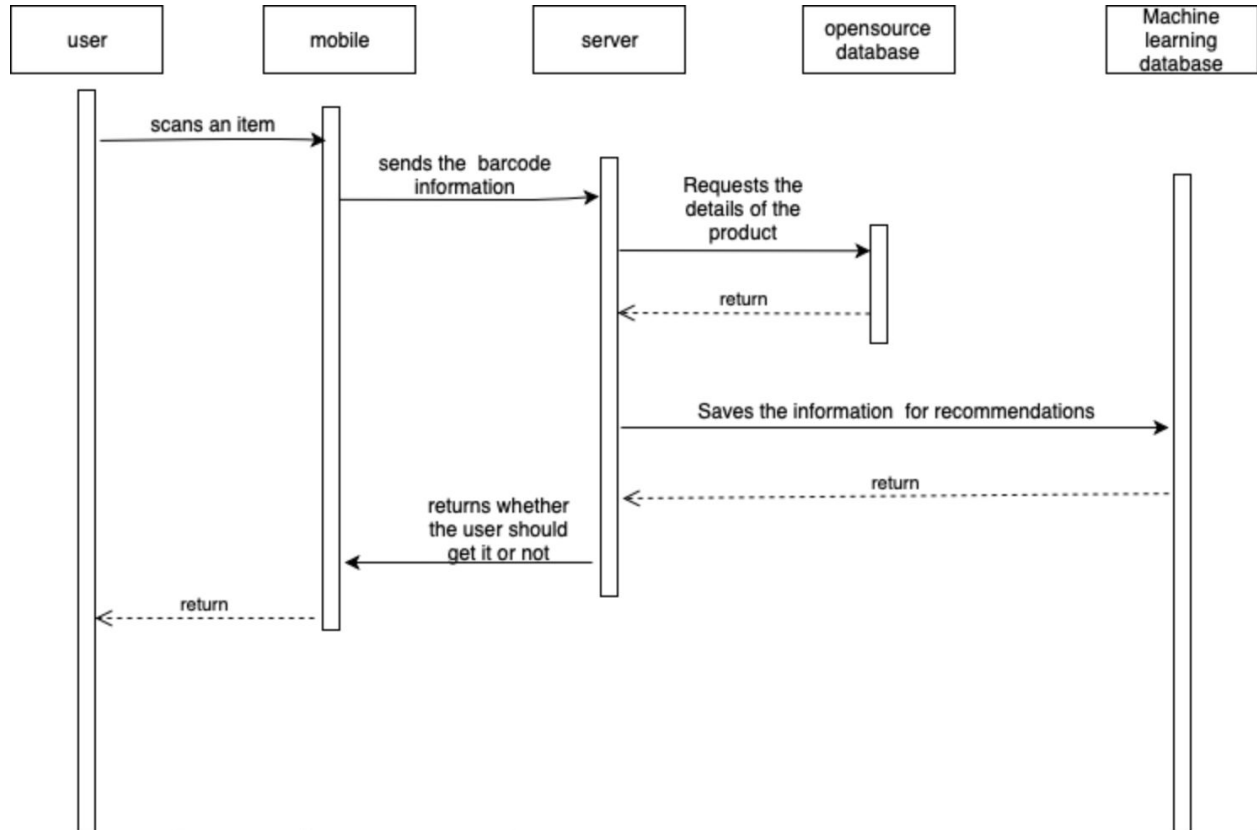 user
mobile
server
opensource
database
Machine
learning
database
scans an item
sends the  barcode
information
Requests the
details of the
product
return
Saves the information  for recommendations
return
returns whether
the user should
get it or not
return